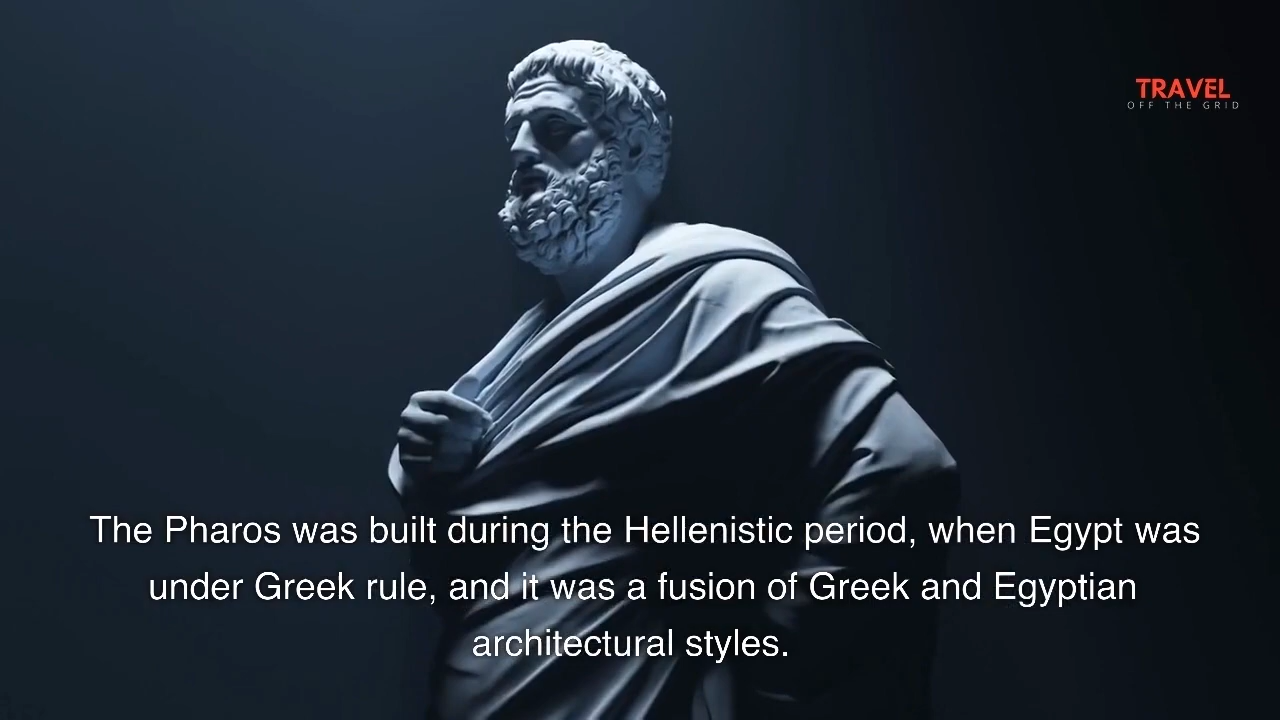 TRAVEL
OFF THE GRID
The Pharos was built during the Hellenistic period, when Egypt was
under Greek rule, and it was a fusion of Greek and Egyptian
architectural styles.